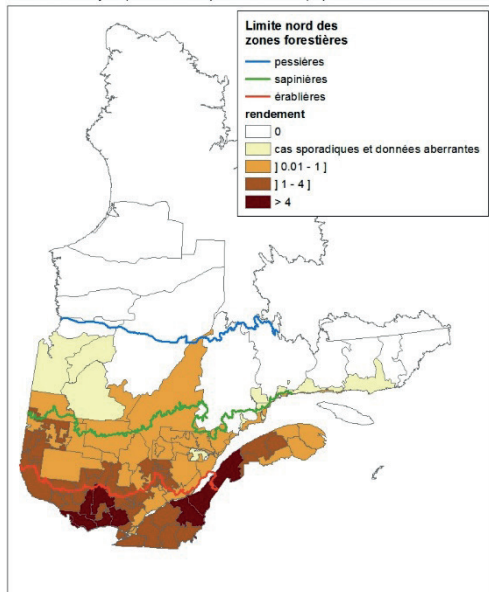 Limite nord des
zones forestières
pessières
sapinières
érablières
rendement
0
cas sporadiques et données aberrantes
] 0.01 - 1 ]
] 1 - 4 ]
> 4